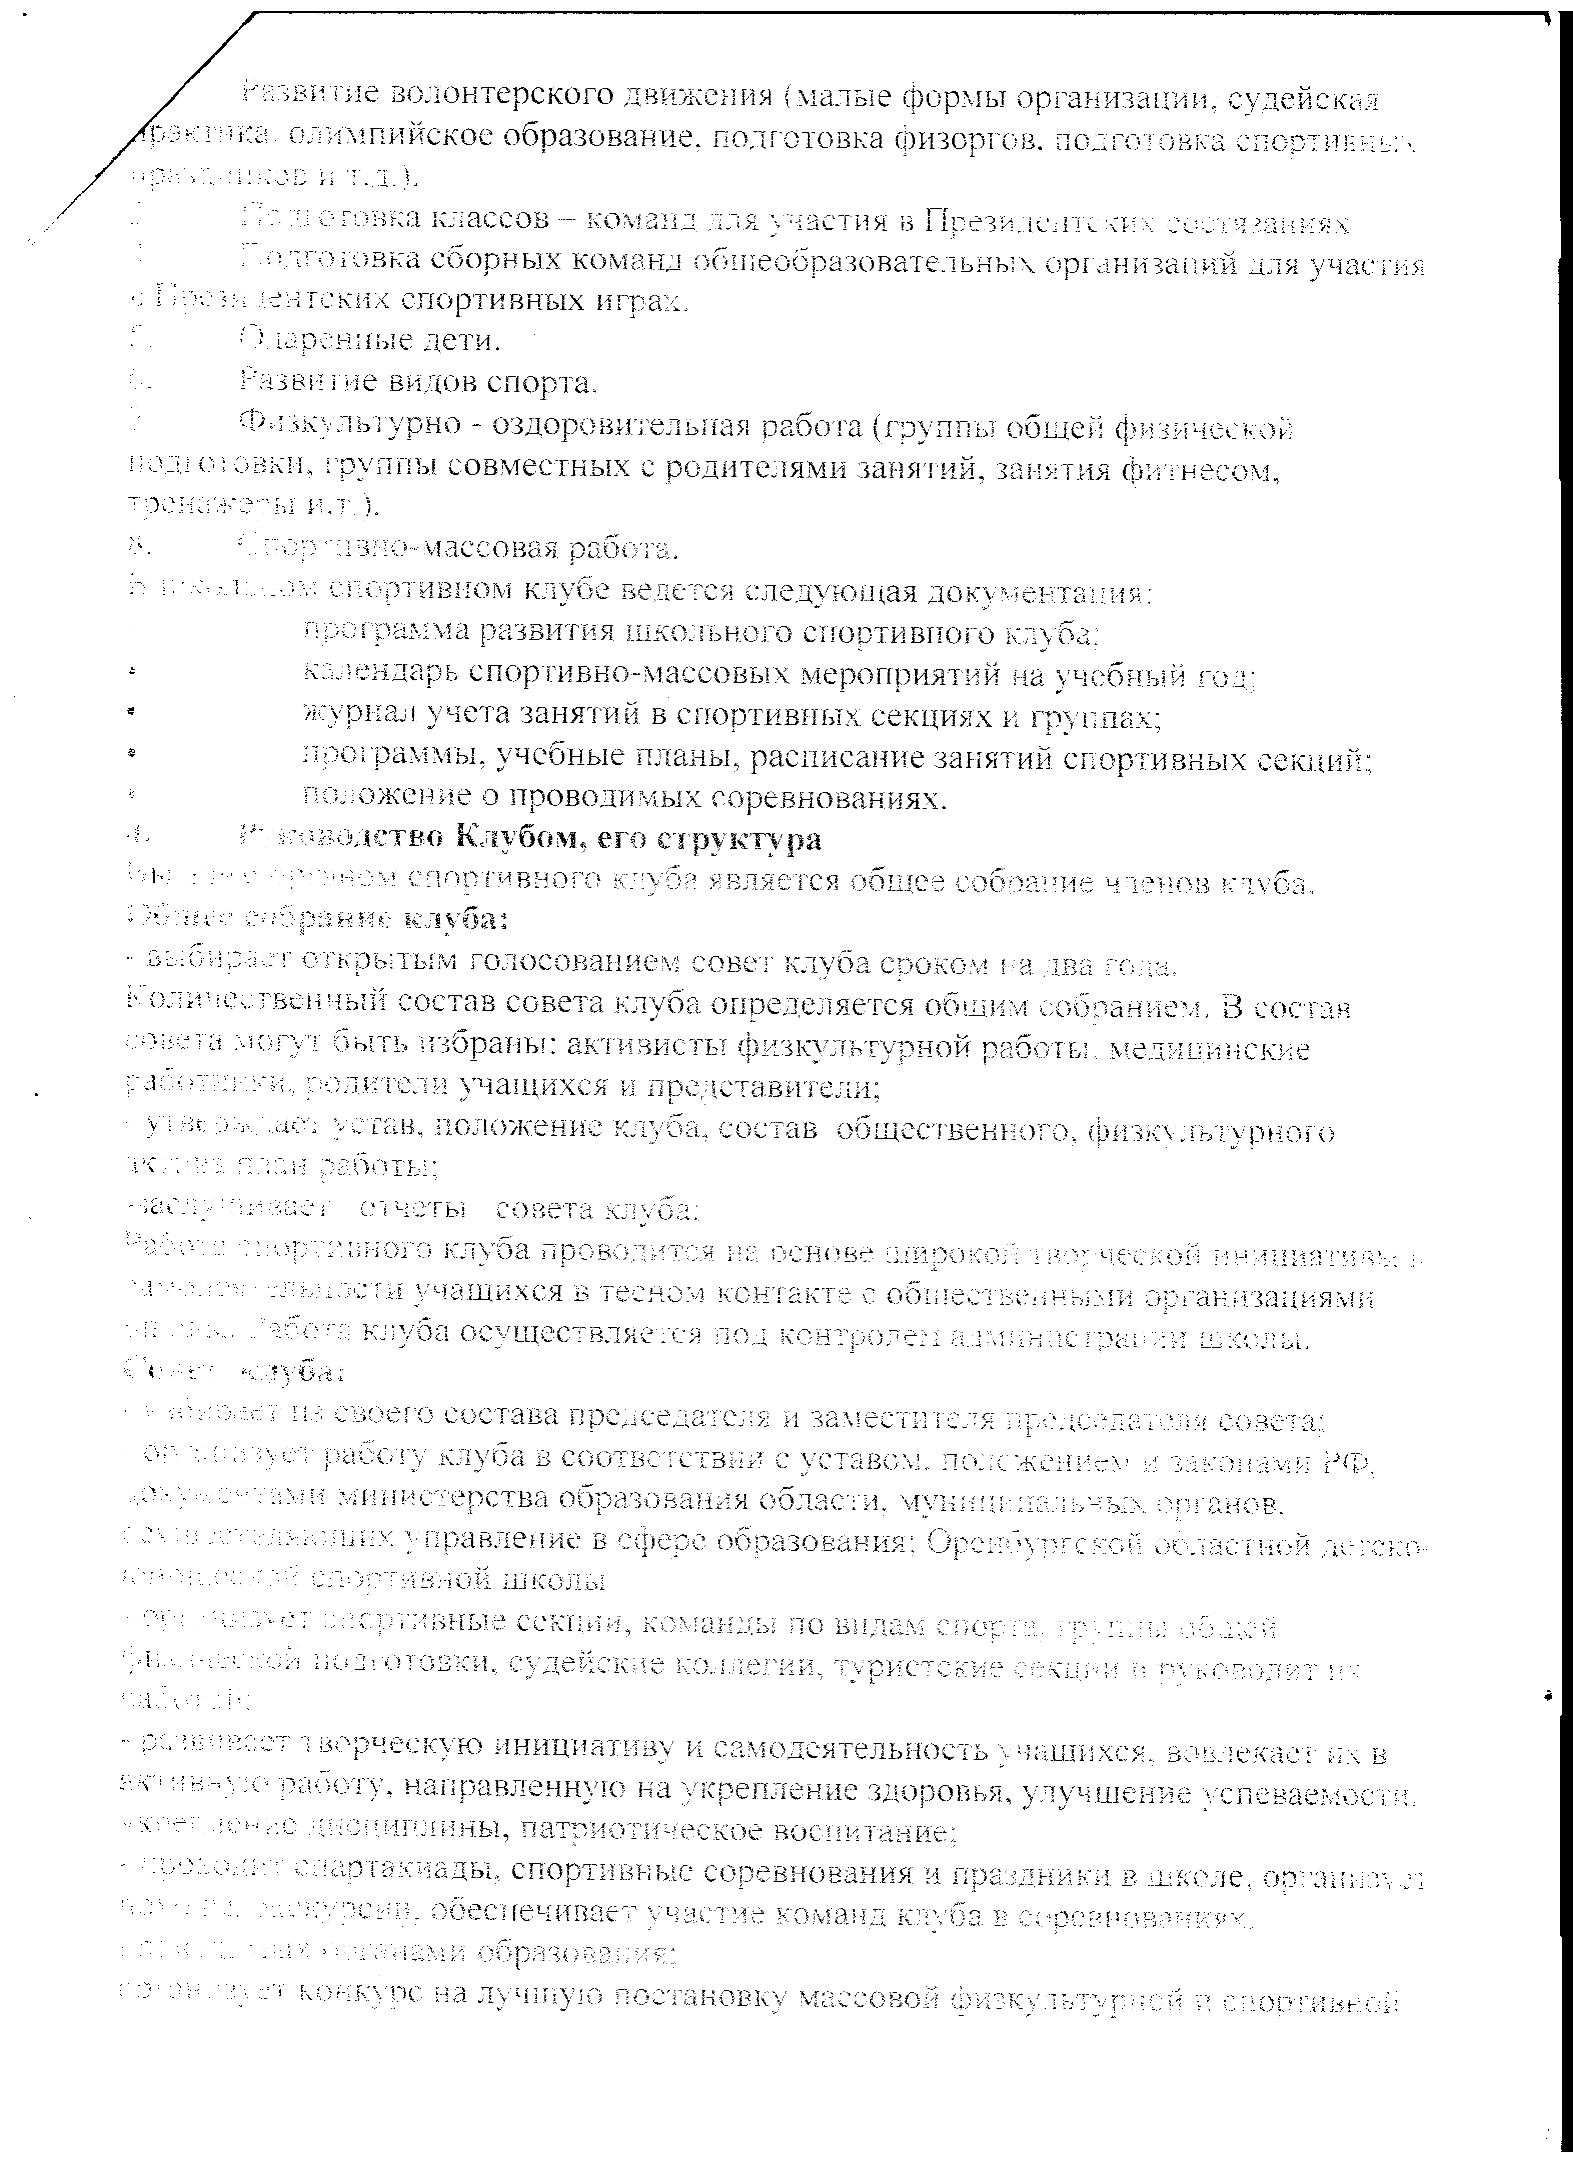 Развитие волонтерского движения (малые формы организации, судейская
практика, олимпийское образование, подготовка физоргов, подготовка спортивных
праздников и т.д.).
Подготовка классов – команд для участия в Президентских состязаниях
Подготовка сборных команд общеобразовательных организаций для участия
в Президентских спортивных играх.
5. Одаренные дети.
6. Развитие видов спорта.
7. Физкультурно - оздоровительная работа (группы общей физической
подготовки, группы совместных с родителями занятий, занятия фитнесом,
тренажеры и.т.).
8. Спортивно-массовая работа.
В школьном спортивном клубе ведется следующая документация:
программа развития школьного спортивного клуба;
• календарь спортивно-массовых мероприятий на учебный год;
• журнал учета занятий в спортивных секциях и группах;
• программы, учебные планы, расписание занятий спортивных секций;
• положение о проводимых соревнованиях.
4. Руководство Клубом, его структура
органом спортивного клуба является общее собрание членов клуба.
Общее собрание клуба:
- выбирает открытым голосованием совет клуба сроком на два года.
Количественный состав совета клуба определяется общим собранием. В состав
совета могут быть избраны: активисты физкультурной работы, медицинские
работники, родители учащихся и представители;
- утверждает устав, положение клуба, состав общественного, физкультурного
план работы;
-заслушивает отчеты совета клуба;
Работа спортивного клуба проводится на основе широкой творческой инициативы и
самодеятельности учащихся в тесном контакте с общественными организациями
школы. Работа клуба осуществляется под контролем администрации школы.
Совет клуба:
- выбирает из своего состава председателя и заместителя председателя совета;
- организует работу клуба в соответствии с уставом, положением и законами РФ,
документами министерства образования области, муниципальных органов,
осуществляющих управление в сфере образования; Оренбургской областной детско-
юношеской спортивной школы
- организует спортивные секции, команды по видам спорта, группы общей
физической подготовки, судейские коллегии, туристские секции и руководит их
работой;
- развивает творческую инициативу и самодеятельность учащихся, вовлекает их в
активную работу, направленную на укрепление здоровья, улучшение успеваемости,
укрепление дисциплины, патриотическое воспитание;
- проводит спартакиады, спортивные соревнования и праздники в школе, организует
походы, экскурсии, обеспечивает участие команд клуба в соревнованиях,
органами образования;
организует конкурс на лучшую постановку массовой физкультурной и спортивной